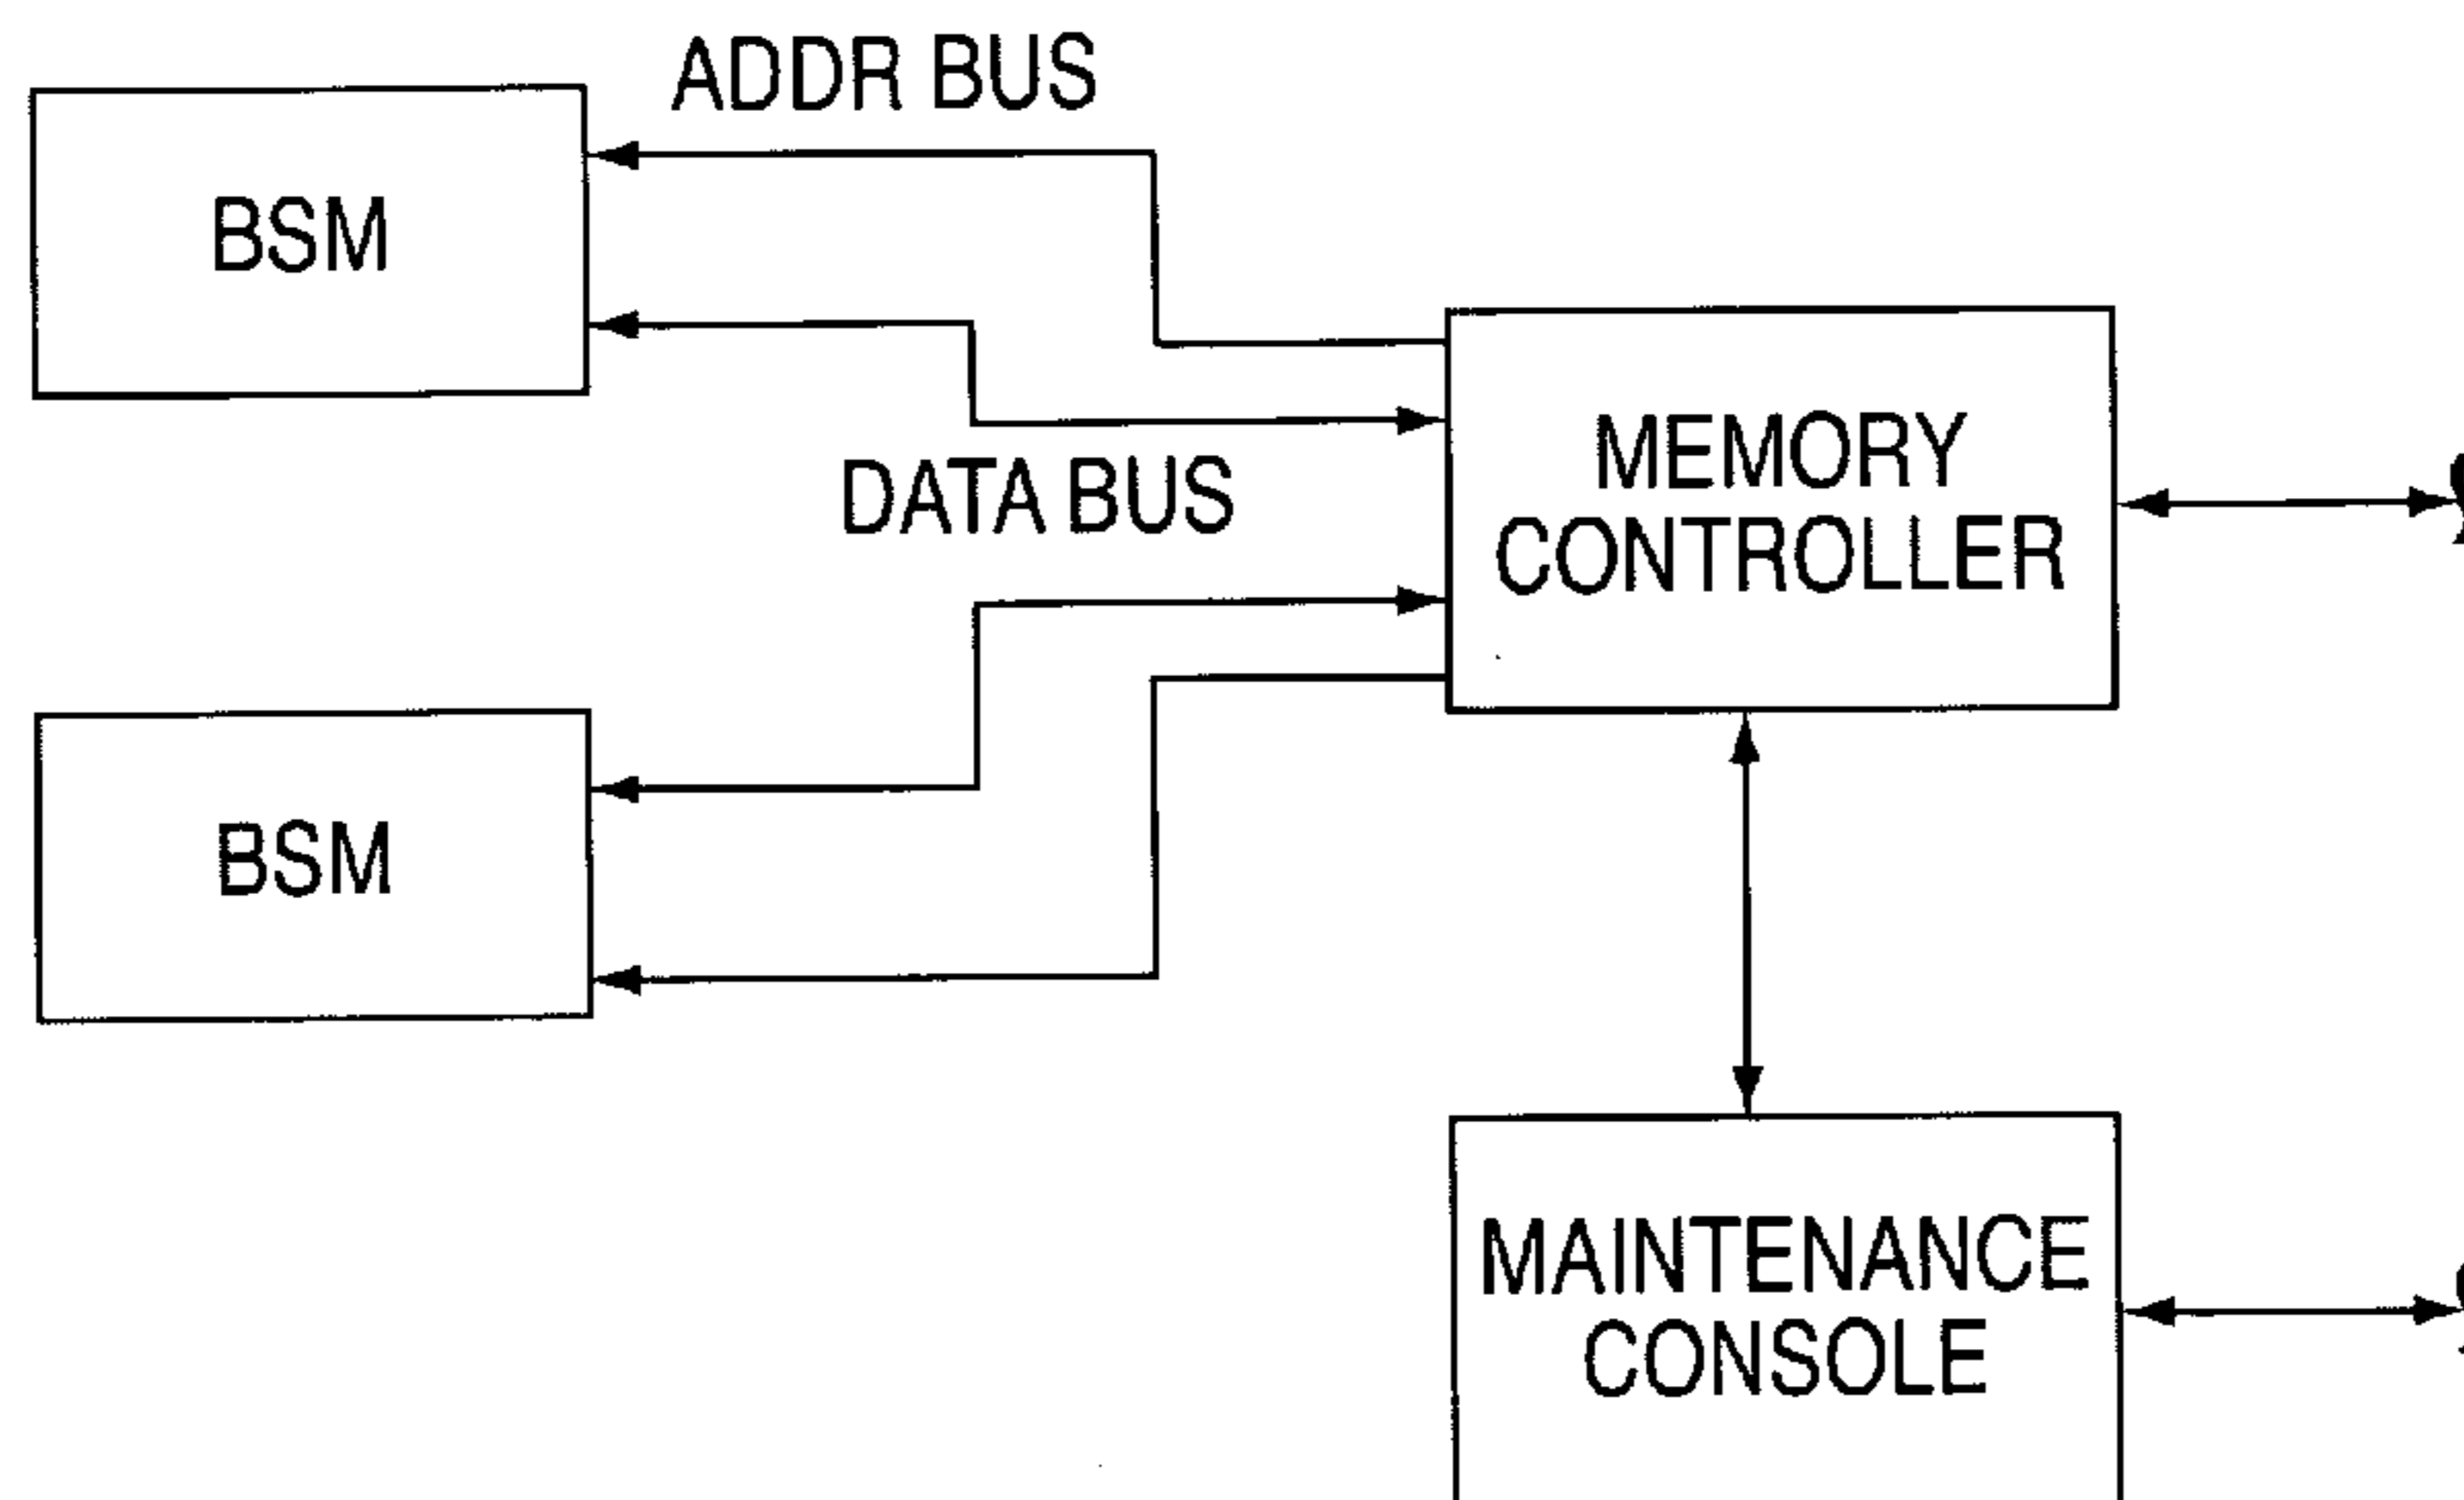 ADDR BUS
BSM
DATA BUS
MEMORY
CONTROLLER
BSM
MAINTENANCE
CONSOLE